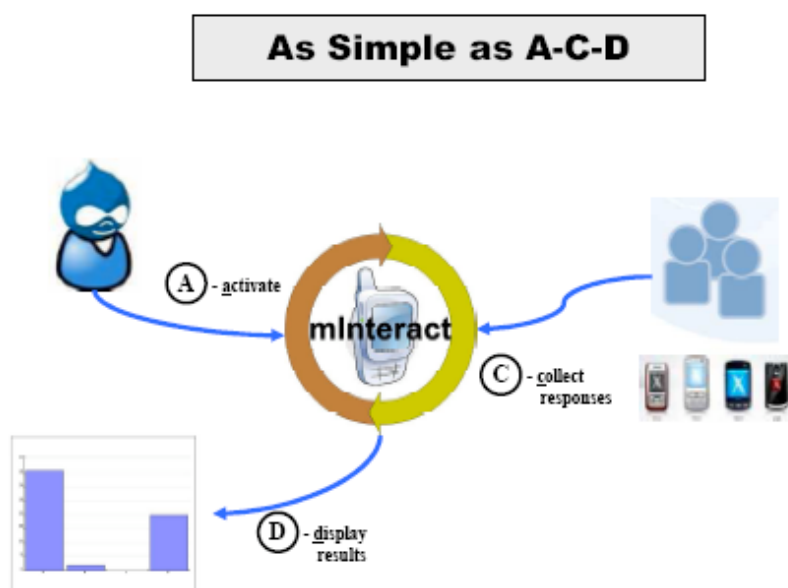 As Simple as A-C-D
A - activate
mInteract
C - collect
responses
D - display
results